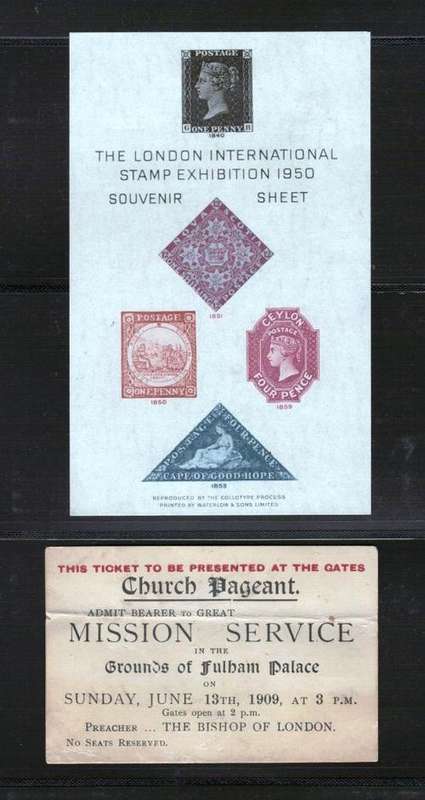 POSTAGE
G ONE PENNY H
1840
THE LONDON INTERNATIONAL
STAMP EXHIBITION 1950
SOUVENIR SHEET
1851
POSTAGE
ONE PENNY
1850
CEYLON
POSTAGE
FOUR PENCE
1859
POSTAGE FOUR PENCE
CAPE OF GOOD HOPE
1853
REPRODUCED BY THE COLLOTYPE PROCESS
PRINTED BY WATERLOW & SONS LIMITED
THIS TICKET TO BE PRESENTED AT THE GATES
Church Pageant.
ADMIT BEARER TO GREAT
MISSION SERVICE
IN THE
Grounds of Fulham Palace
ON
SUNDAY, JUNE 13TH, 1909, AT 3 P.M.
Gates open at 2 p.m.
PREACHER ... THE BISHOP OF LONDON.
NO SEATS RESERVED.